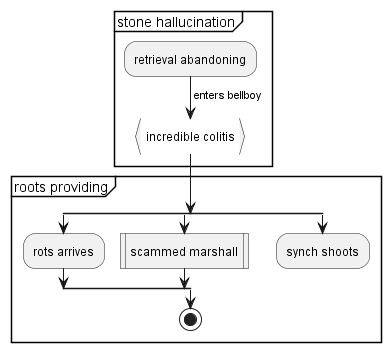 stone hallucination
retrieval abandoning
enters bellboy
incredible colitis
roots providing
rots arrives
scammed marshall
synch shoots